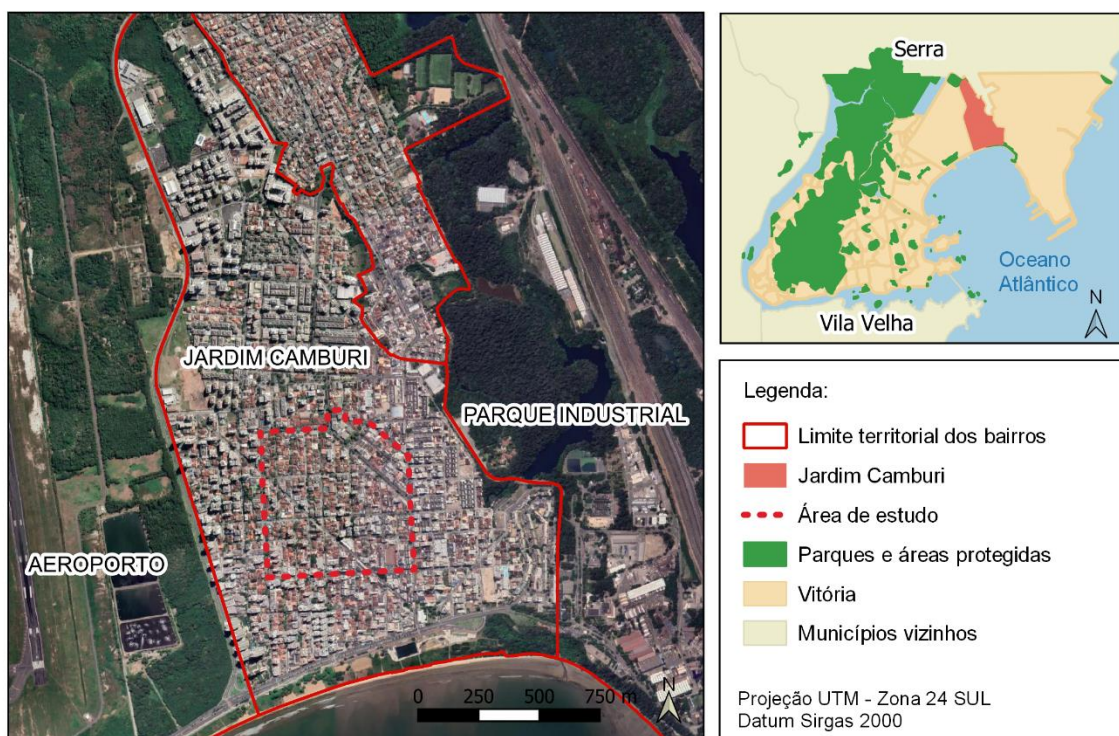 JARDIM CAMBURI
PARQUE INDUSTRIAL
AEROPORTO
0 250 500 750 m
N
Serra
Oceano
Atlântico
Vila Velha
N
Legenda:
Limite territorial dos bairros
Jardim Camburi
Área de estudo
Parques e áreas protegidas
Vitória
Municípios vizinhos
Projeção UTM - Zona 24 SUL
Datum Sirgas 2000